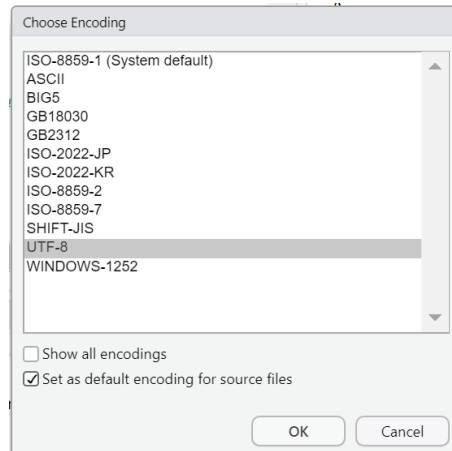 Choose Encoding
ISO-8859-1 (System default)
ASCII
BIG5
GB18030
GB2312
ISO-2022-JP
ISO-2022-KR
ISO-8859-2
ISO-8859-7
SHIFT-JIS
UTF-8
WINDOWS-1252
Show all encodings
Set as default encoding for source files
OK Cancel